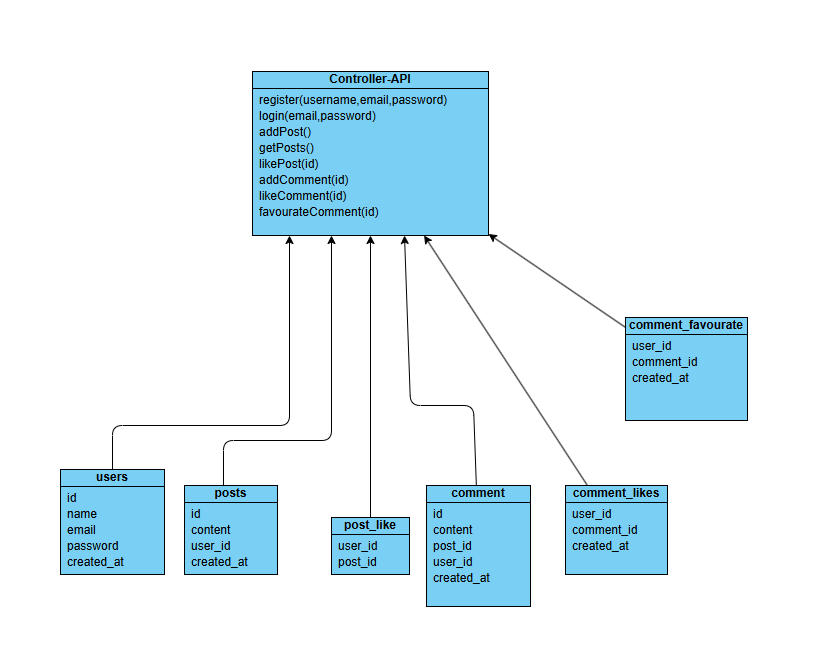 Controller-API
register(username,email,password)
login(email,password)
addPost()
getPosts()
likePost(id)
addComment(id)
likeComment(id)
favourateComment(id)
comment_favourate
user_id
comment_id
created_at
users
id
name
email
password
created_at
posts
id
content
user_id
created_at
post_like
user_id
post_id
comment
id
content
post_id
user_id
created_at
comment_likes
user_id
comment_id
created_at